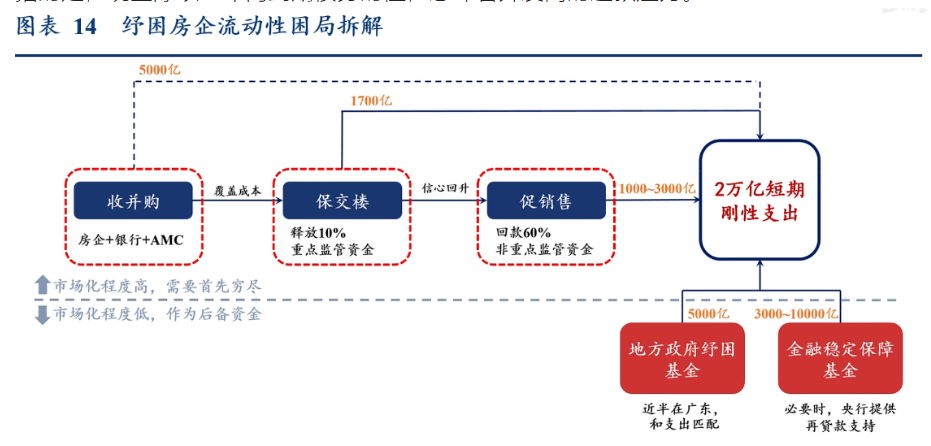 图表 14 纾困房企流动性困局拆解
5000亿
1700亿
收并购
覆盖成本
保交楼
信心回升
促销售
1000~3000亿
2万亿短期
刚性支出
房企+银行+AMC
释放10%
重点监管资金
回款60%
非重点监管资金
市场化程度高，需要首先穷尽
市场化程度低，作为后备资金
5000亿
3000~10000亿
地方政府纾困
基金
金融稳定保障
基金
近半在广东，
和支出匹配
必要时，央行提供
再贷款支持